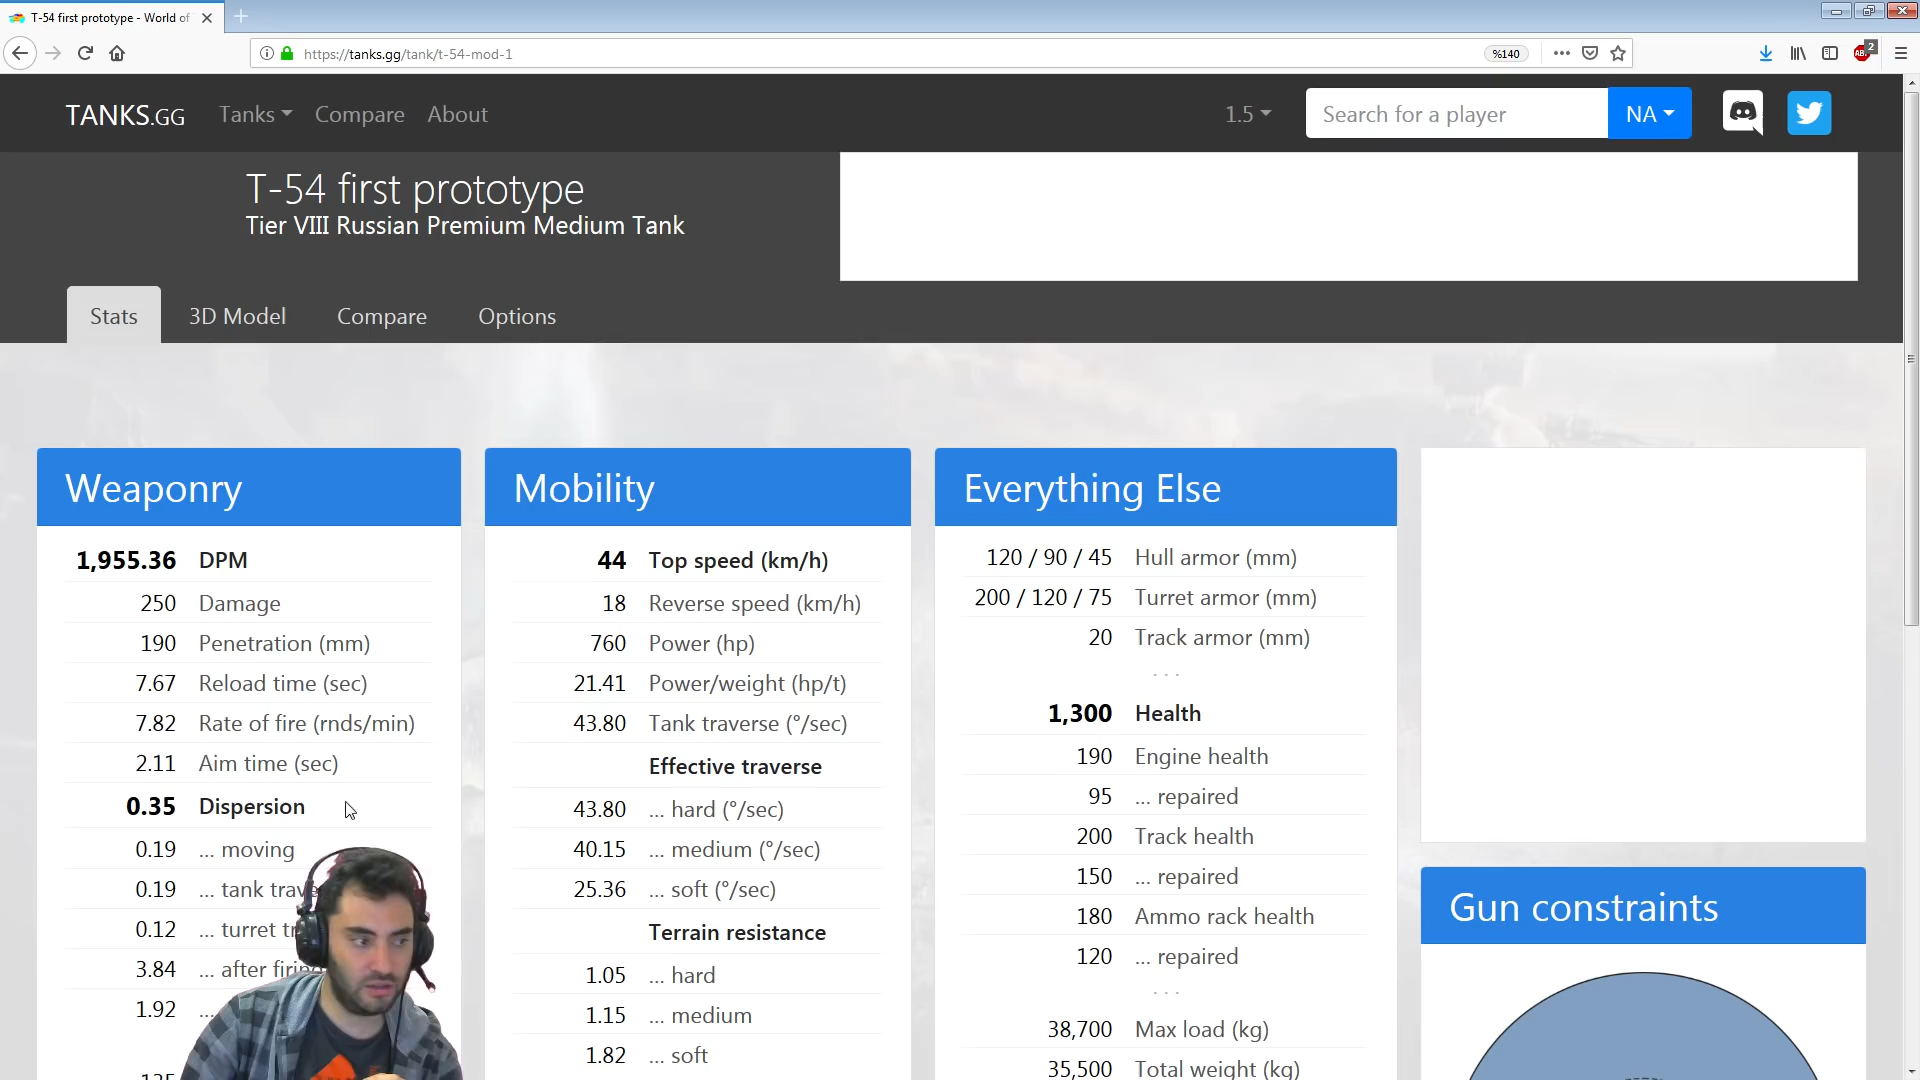 T-54 first prototype - World of
https://tanks.gg/tank/t-54-mod-1
%140
ABP
2
TANKS.GG
Tanks
Compare
About
1.5
Search for a player
NA
T-54 first prototype
Tier VIII Russian Premium Medium Tank
Stats
3D Model
Compare
Options
Weaponry
1,955.36 DPM
250 Damage
190 Penetration (mm)
7.67 Reload time (sec)
7.82 Rate of fire (rnds/min)
2.11 Aim time (sec)
0.35 Dispersion
0.19 ... moving
0.19 ... tank
0.12 ... turret
3.84 ... after
1.92 ...
Mobility
44 Top speed (km/h)
18 Reverse speed (km/h)
760 Power (hp)
21.41 Power/weight (hp/t)
43.80 Tank traverse (°/sec)
Effective traverse
43.80 ... hard (°/sec)
40.15 ... medium (°/sec)
25.36 ... soft (°/sec)
Terrain resistance
1.05 ... hard
1.15 ... medium
1.82 ... soft
Everything Else
120 / 90 / 45 Hull armor (mm)
200 / 120 / 75 Turret armor (mm)
20 Track armor (mm)
. . .
1,300 Health
190 Engine health
95 ... repaired
200 Track health
150 ... repaired
180 Ammo rack health
120 ... repaired
. . .
38,700 Max load (kg)
35,500 Total weight (kg)
Gun constraints